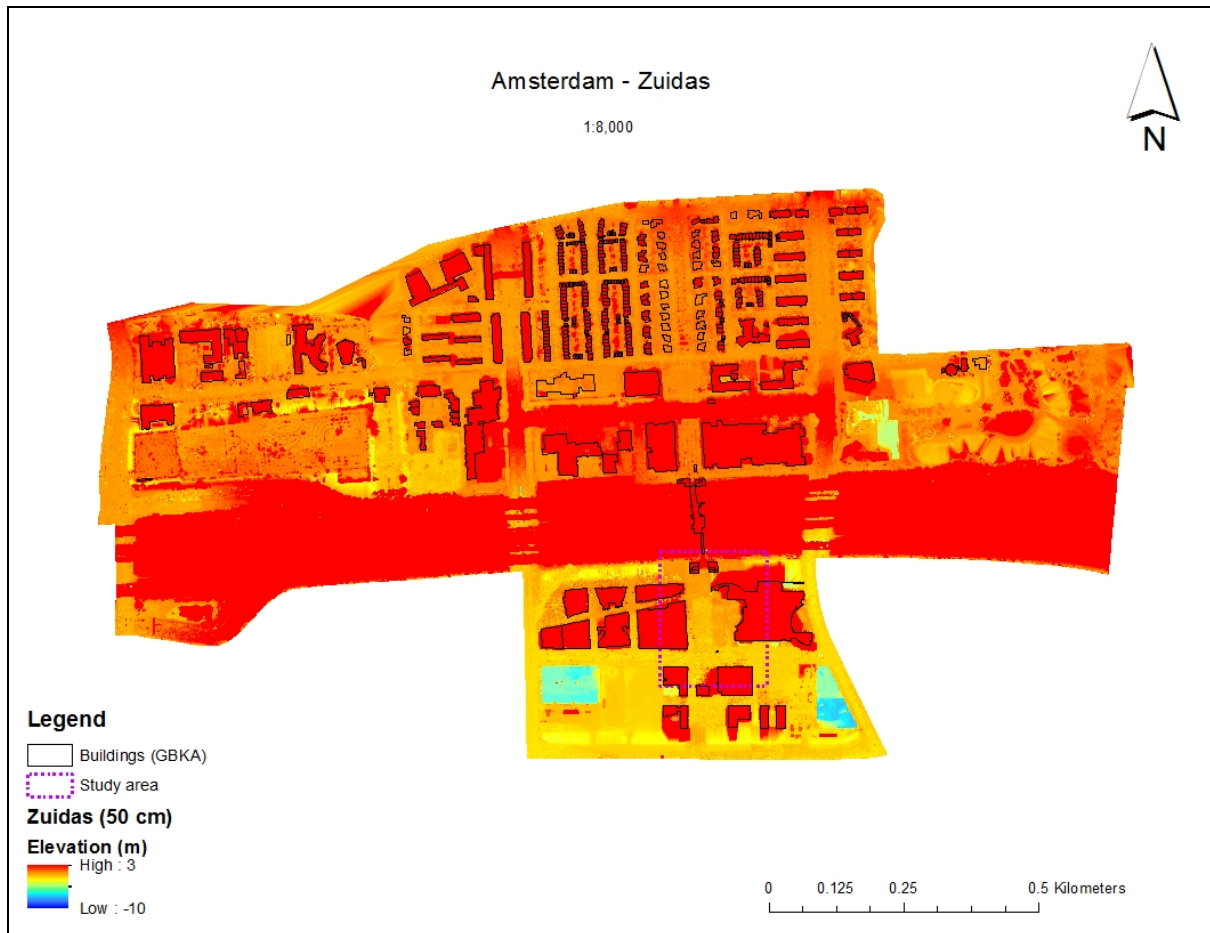 Amsterdam - Zuidas
1:8,000
N
Legend
Buildings (GBKA)
Study area
Zuidas (50 cm)
Elevation (m)
High : 3
Low : -10
0 0.125 0.25 0.5 Kilometers